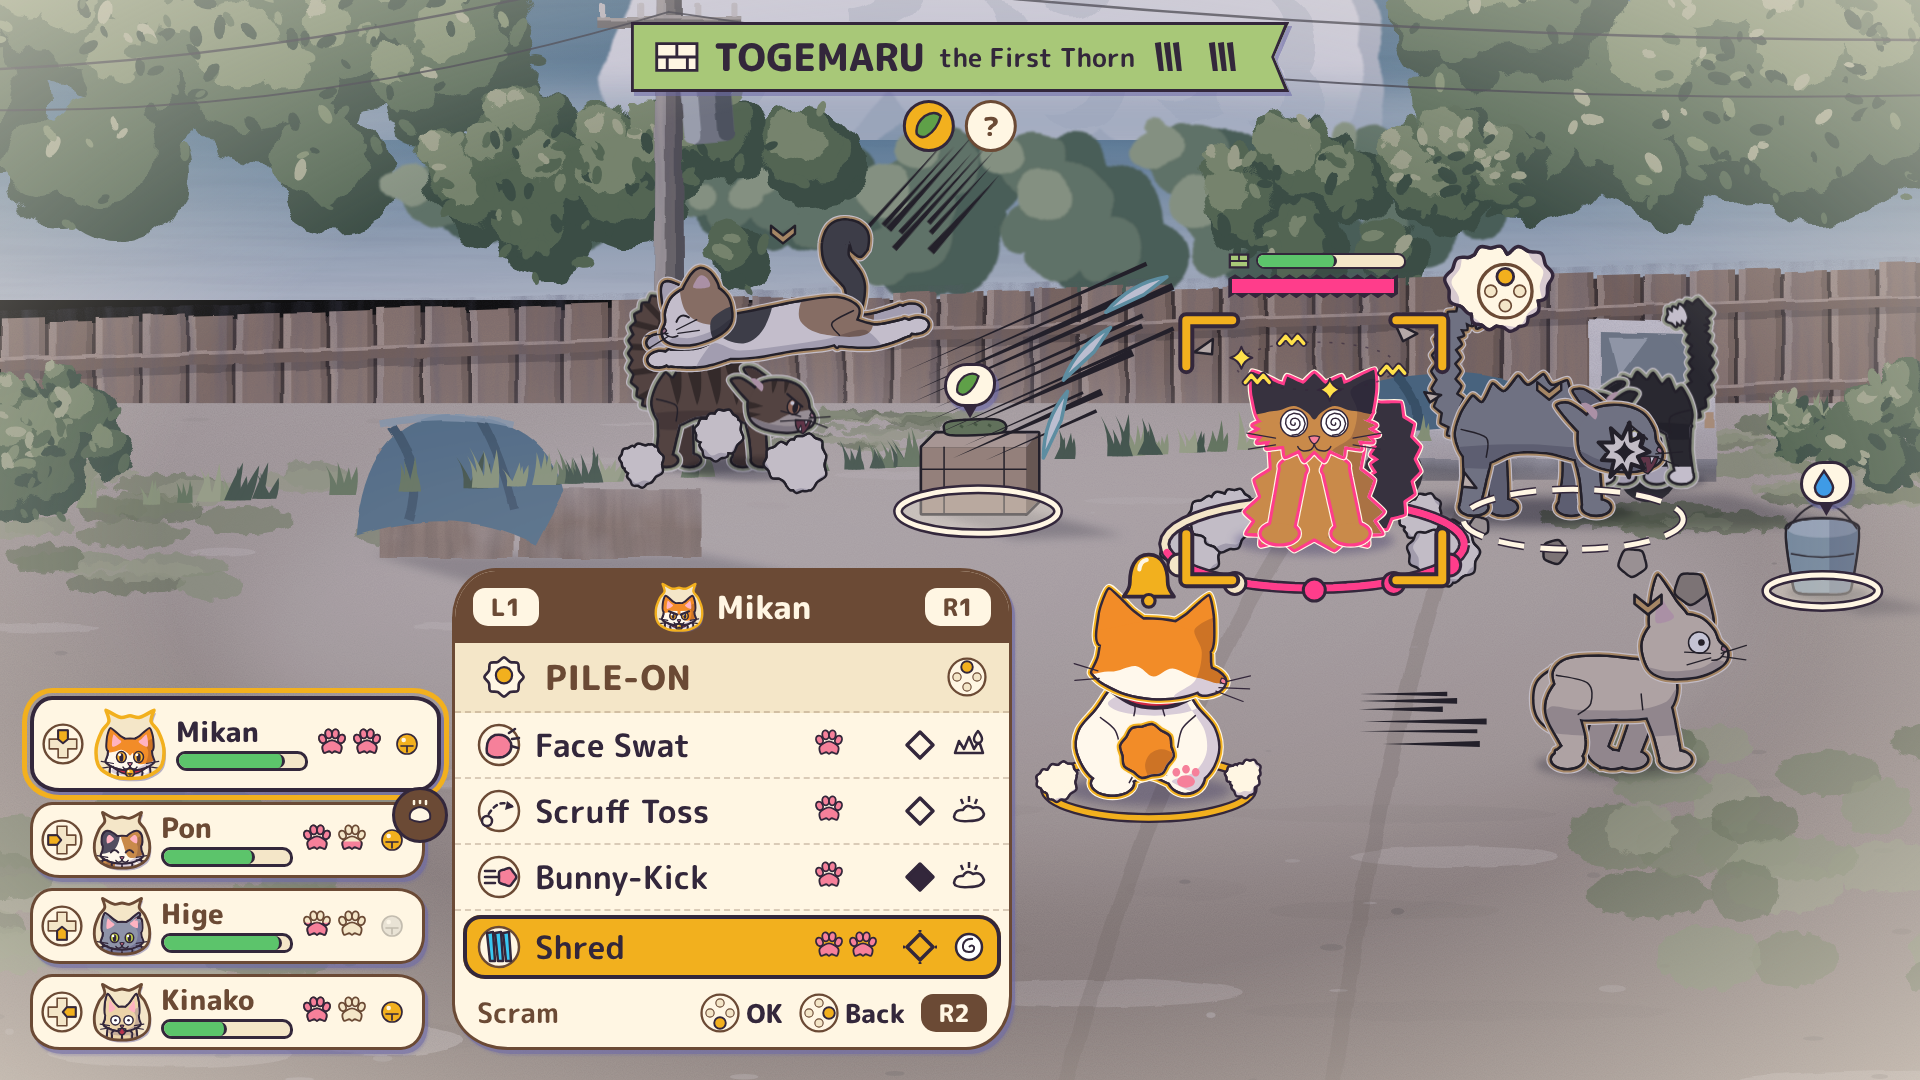 TOGEMARU the First Thorn
?
L1 Mikan R1
PILE-ON
Face Swat
Scruff Toss
Bunny-Kick
Shred
Scram OK Back R2
Mikan
Pon
Hige
Kinako